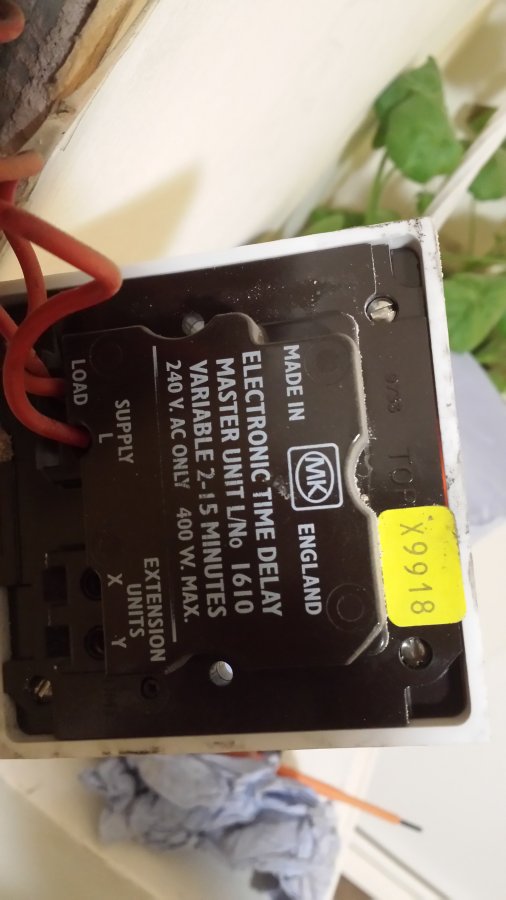 TOP
X9918
MADE IN MK ENGLAND
ELECTRONIC TIME DELAY
MASTER UNIT L/No 1610
VARIABLE 2-15 MINUTES
240 V. AC ONLY 400 W. MAX.
LOAD
SUPPLY
L
EXTENSION
UNITS
X Y